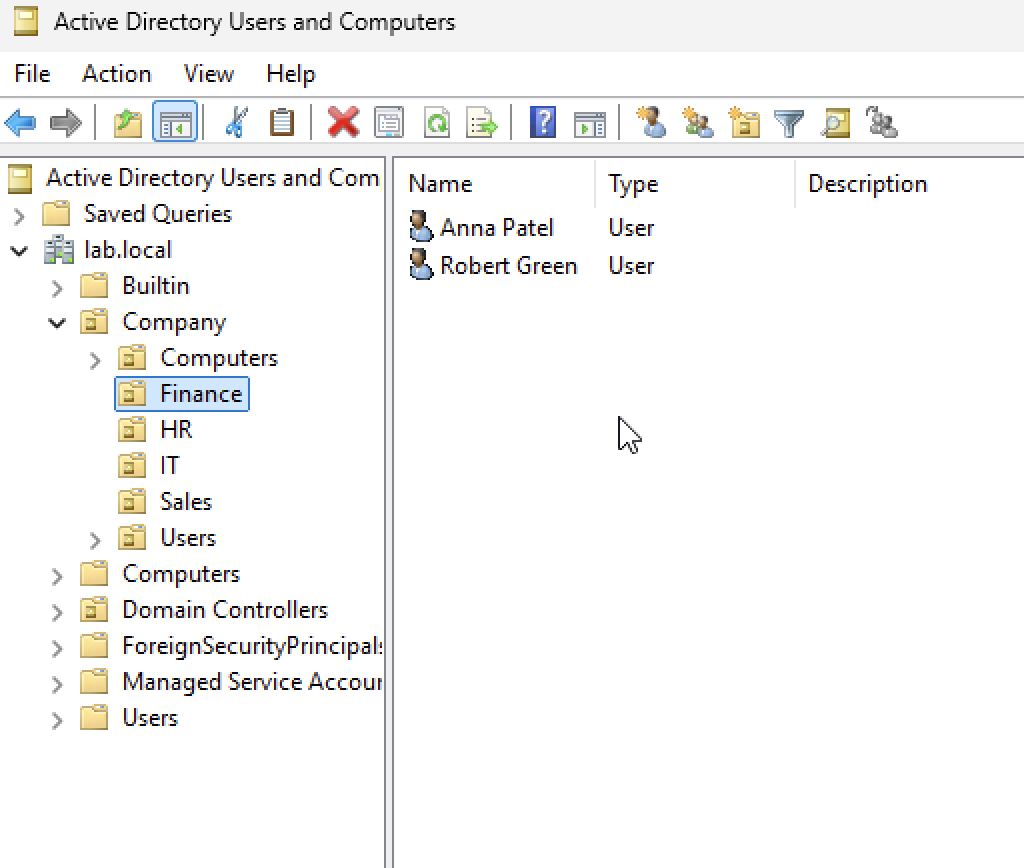 Active Directory Users and Computers
File Action View Help
Active Directory Users and Com
Saved Queries
lab.local
Builtin
Company
Computers
Finance
HR
IT
Sales
Users
Computers
Domain Controllers
ForeignSecurityPrincipals
Managed Service Accour
Users
Name Type Description
Anna Patel User
Robert Green User